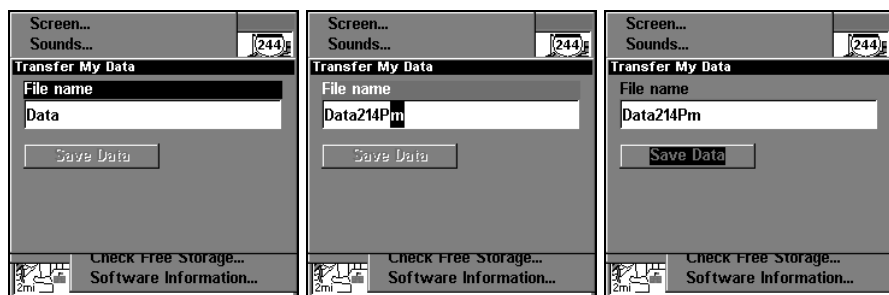 Screen...
Sounds...
244
Transfer My Data
File name
Data
Save Data
Check Free Storage...
2mi
Software Information...
Screen...
Sounds...
244
Transfer My Data
File name
Data214Pm
Save Data
Check Free Storage...
2mi
Software Information...
Screen...
Sounds...
244
Transfer My Data
File name
Data214Pm
Save Data
Check Free Storage...
2mi
Software Information...